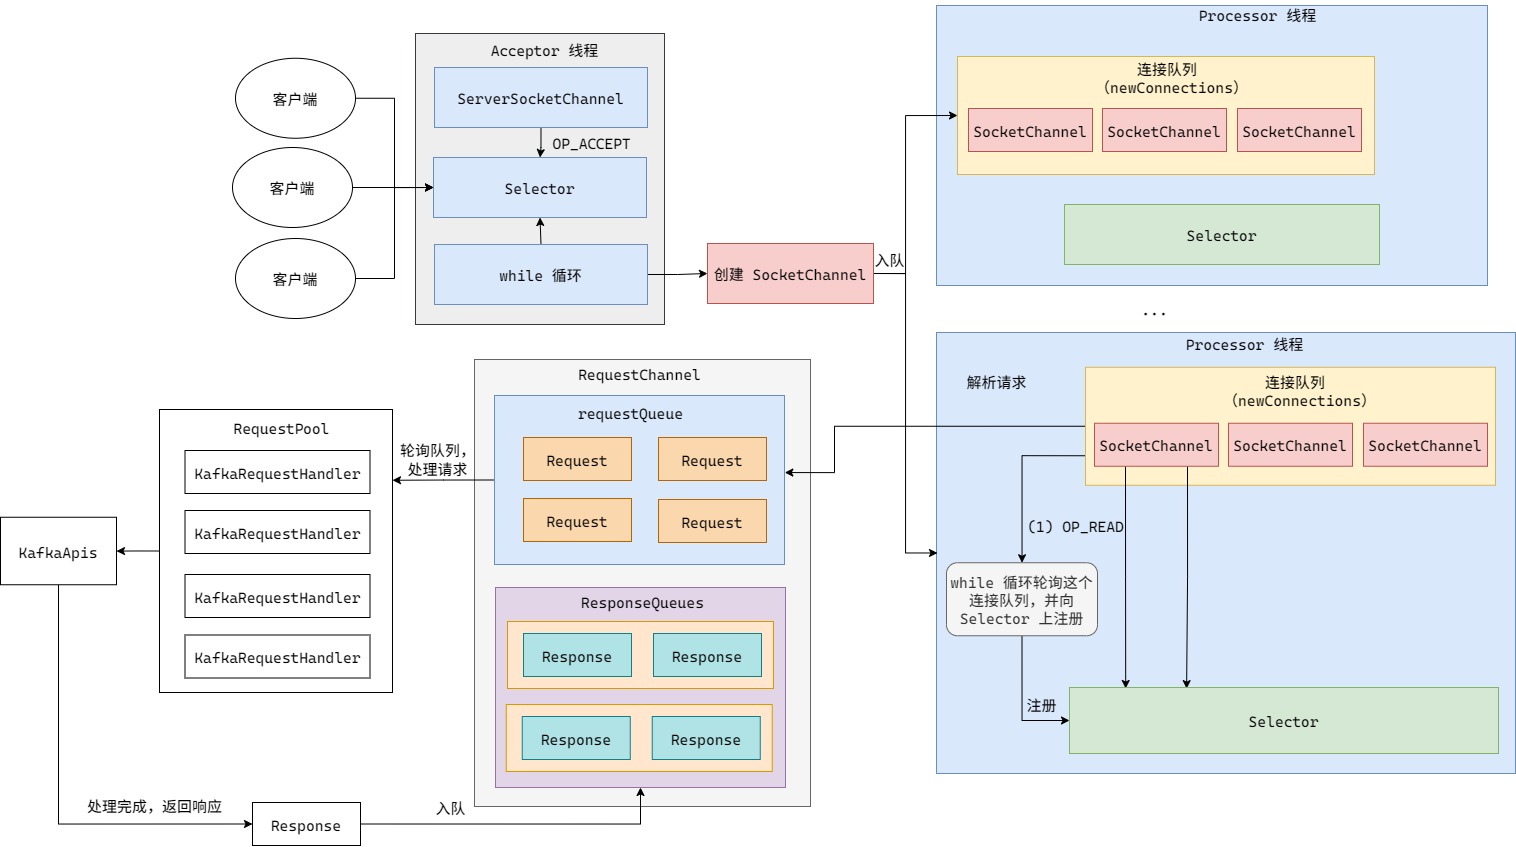 Acceptor 线程
客户端
客户端
客户端
ServerSocketChannel
OP_ACCEPT
Selector
while 循环
创建 SocketChannel
入队
Processor 线程
连接队列
(newConnections)
SocketChannel
SocketChannel
SocketChannel
Selector
...
Processor 线程
解析请求
连接队列
(newConnections)
SocketChannel
SocketChannel
SocketChannel
(1) OP_READ
while 循环轮询这个
连接队列，并向
Selector 上注册
注册
Selector
RequestChannel
requestQueue
Request
Request
Request
Request
ResponseQueues
Response
Response
Response
Response
轮询队列，
处理请求
RequestPool
KafkaRequestHandler
KafkaRequestHandler
KafkaRequestHandler
KafkaRequestHandler
KafkaApis
处理完成，返回响应
Response
入队